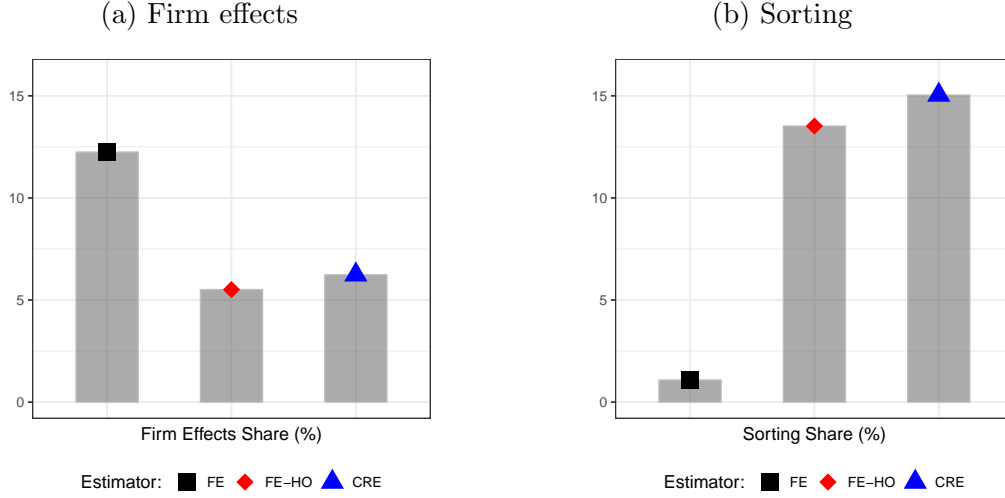 (a) Firm effects
15
10
5
0
Firm Effects Share (%)
Estimator: FE FE−HO CRE
(b) Sorting
15
10
5
0
Sorting Share (%)
Estimator: FE FE−HO CRE